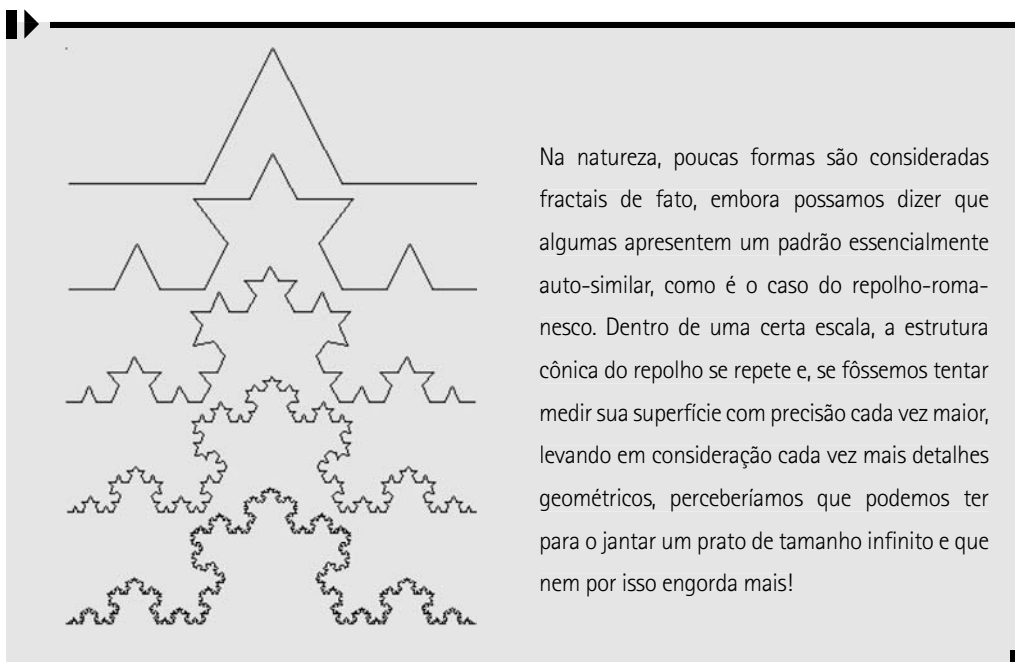 Na natureza, poucas formas são consideradas
fractais de fato, embora possamos dizer que
algumas apresentem um padrão essencialmente
auto-similar, como é o caso do repolho-roma-
nesco. Dentro de uma certa escala, a estrutura
cônica do repolho se repete e, se fôssemos tentar
medir sua superfície com precisão cada vez maior,
levando em consideração cada vez mais detalhes
geométricos, perceberíamos que podemos ter
para o jantar um prato de tamanho infinito e que
nem por isso engorda mais!